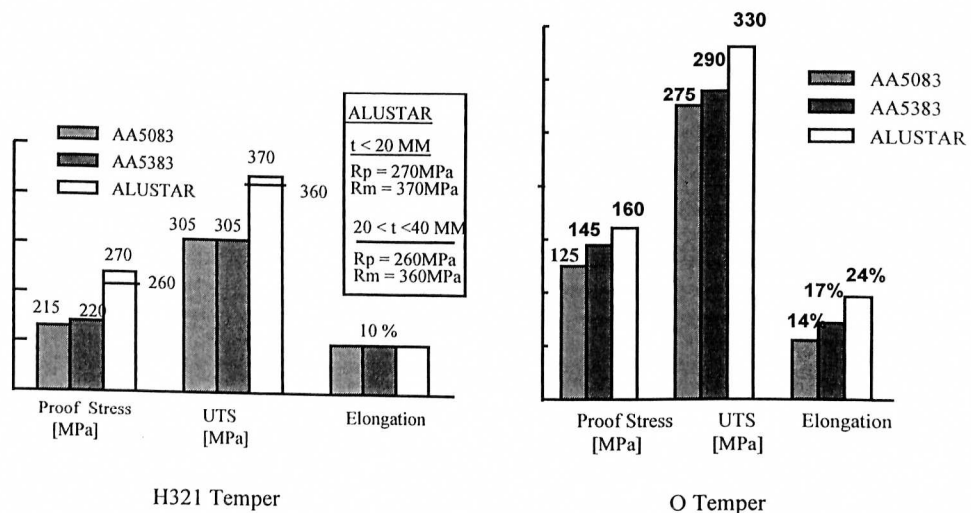 AA5083
AA5383
ALUSTAR
370
360
305 305
270
260
215 220
10 %
Proof Stress
[MPa]
UTS
[MPa]
Elongation
ALUSTAR
t < 20 MM
Rp = 270MPa
Rm = 370MPa
20 < t <40 MM
Rp = 260MPa
Rm = 360MPa
H321 Temper
AA5083
AA5383
ALUSTAR
330
290
275
160
145
125
24%
17%
14%
Proof Stress
[MPa]
UTS
[MPa]
Elongation
O Temper